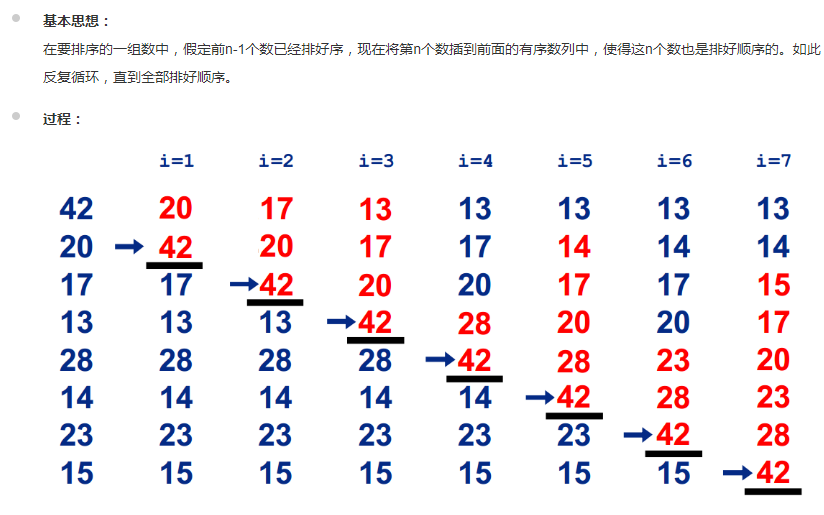 基本思想：
在要排序的一组数中，假定前n-1个数已经排好序，现在将第n个数插到前面的有序数列中，使得这n个数也是排好顺序的。如此
反复循环，直到全部排好顺序。
过程：
i=1 i=2 i=3 i=4 i=5 i=6 i=7
42 20 17 13 13 13 13 13
20 42 20 17 17 14 14 14
17 17 42 20 20 17 17 15
13 13 13 42 28 20 20 17
28 28 28 28 42 28 23 20
14 14 14 14 14 42 28 23
23 23 23 23 23 23 42 28
15 15 15 15 15 15 15 42